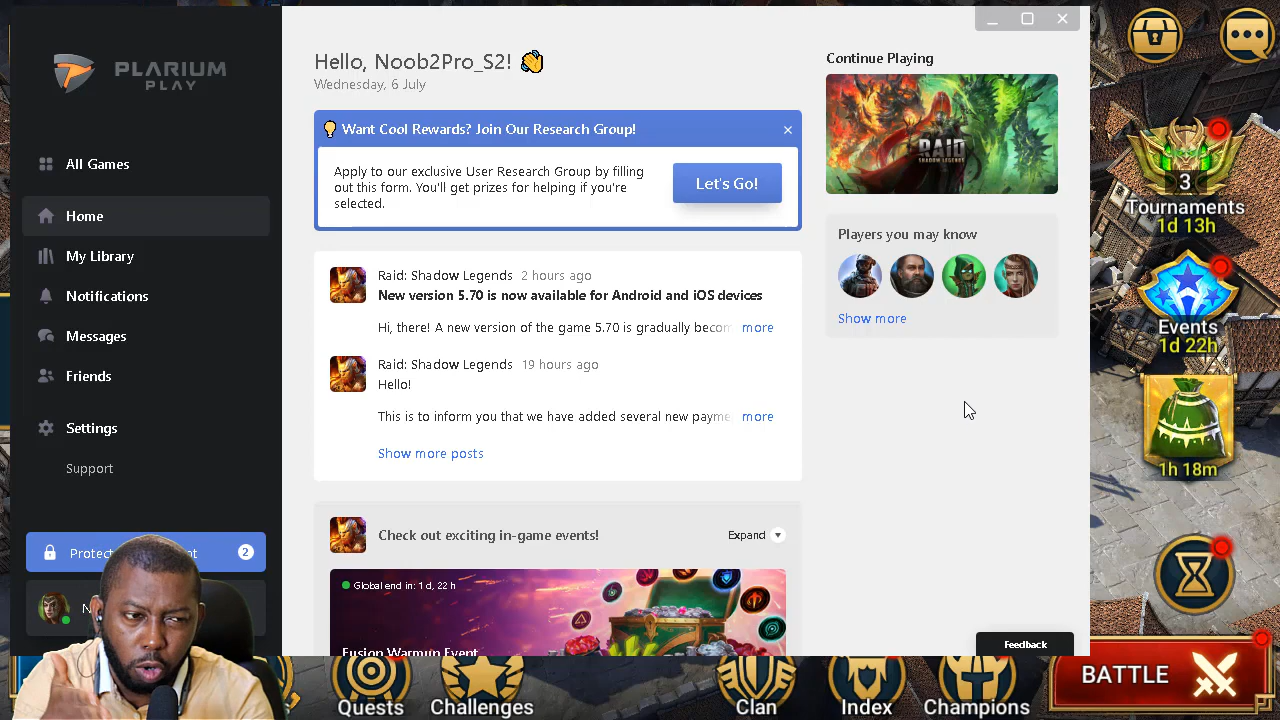 PLARIUM
PLAY
All Games
Home
My Library
Notifications
Messages
Friends
Settings
Support
2
Hello, Noob2Pro_S2!
Wednesday, 6 July
Want Cool Rewards? Join Our Research Group!
Apply to our exclusive User Research Group by filling
out this form. You'll get prizes for helping if you're
selected.
Let's Go!
Raid: Shadow Legends 2 hours ago
New version 5.70 is now available for Android and iOS devices
Hi, there! A new version of the game 5.70 is gradually becom more
Raid: Shadow Legends 19 hours ago
Hello!
This is to inform you that we have added several new payme more
Show more posts
Check out exciting in-game events!
Expand
Global end in: 1 d, 22 h
Fusion Warmup Event
Continue Playing
RAID
SHADOW LEGENDS
Players you may know
Show more
Feedback
3
Tournaments
1d 13h
Events
1d 22h
1h 18m
Quests
Challenges
Clan
Index
Champions
BATTLE